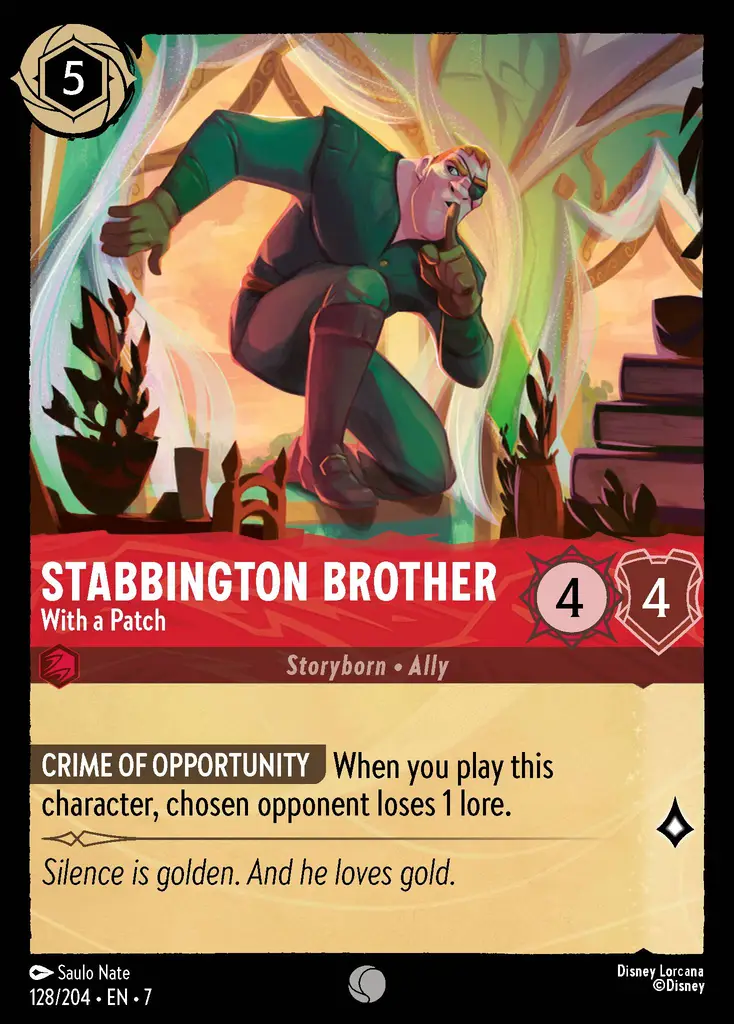 5
STABBINGTON BROTHER
With a Patch
4
4
Storyborn • Ally
CRIME OF OPPORTUNITY When you play this
character, chosen opponent loses 1 lore.
Silence is golden. And he loves gold.
Saulo Nate
128/204 • EN • 7
Disney Lorcana
©Disney